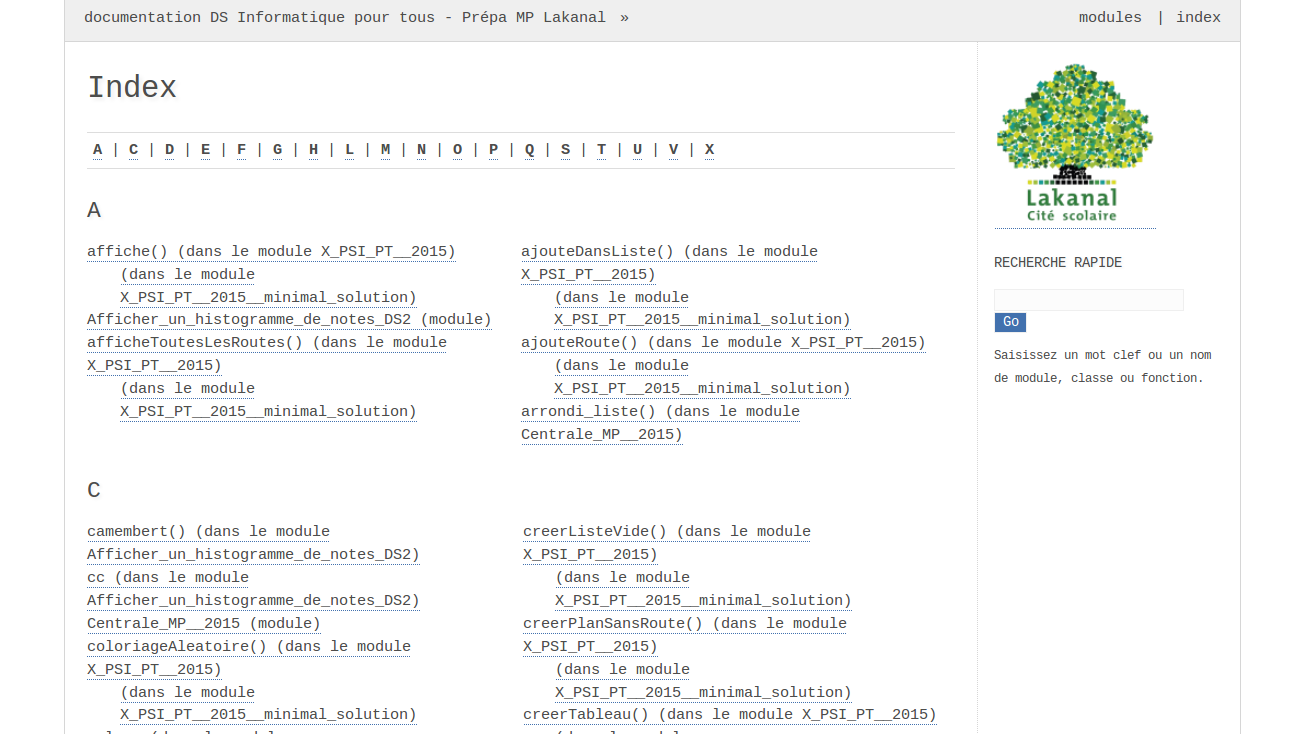 documentation DS Informatique pour tous - Prépa MP Lakanal »
modules | index
Index
A | C | D | E | F | G | H | L | M | N | O | P | Q | S | T | U | V | X
A
affiche() (dans le module X_PSI_PT__2015)
(dans le module
X_PSI_PT__2015__minimal_solution)
Afficher_un_histogramme_de_notes_DS2 (module)
afficheToutesLesRoutes() (dans le module
X_PSI_PT__2015)
(dans le module
X_PSI_PT__2015__minimal_solution)
ajouteDansListe() (dans le module
X_PSI_PT__2015)
(dans le module
X_PSI_PT__2015__minimal_solution)
ajouteRoute() (dans le module X_PSI_PT__2015)
(dans le module
X_PSI_PT__2015__minimal_solution)
arrondi_liste() (dans le module
Centrale_MP__2015)
C
camembert() (dans le module
Afficher_un_histogramme_de_notes_DS2)
cc (dans le module
Afficher_un_histogramme_de_notes_DS2)
Centrale_MP__2015 (module)
coloriageAleatoire() (dans le module
X_PSI_PT__2015)
(dans le module
X_PSI_PT__2015__minimal_solution)
creerListeVide() (dans le module
X_PSI_PT__2015)
(dans le module
X_PSI_PT__2015__minimal_solution)
creerPlanSansRoute() (dans le module
X_PSI_PT__2015)
(dans le module
X_PSI_PT__2015__minimal_solution)
creerTableau() (dans le module X_PSI_PT__2015)
Lakanal
Cité scolaire
RECHERCHE RAPIDE
Go
Saisissez un mot clef ou un nom
de module, classe ou fonction.